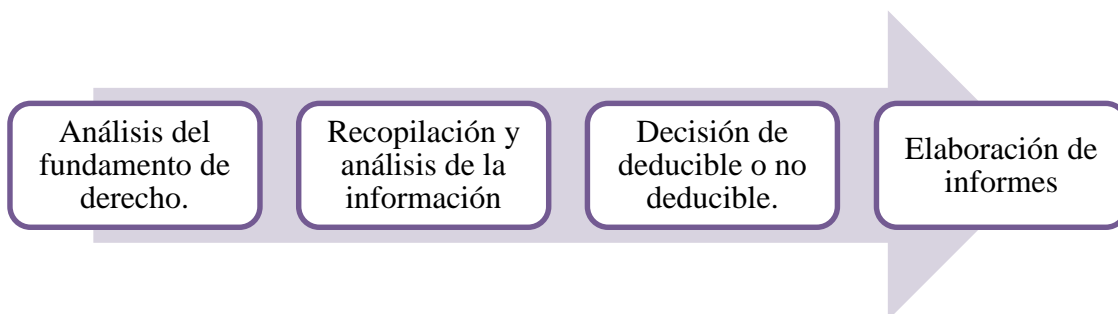 Análisis del
fundamento de
derecho.
Recopilación y
análisis de la
información
Decisión de
deducible o no
deducible.
Elaboración de
informes